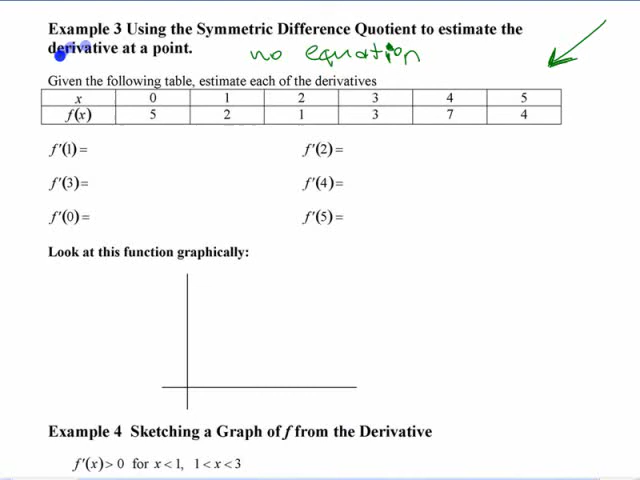 Example 3 Using the Symmetric Difference Quotient to estimate the
derivative at a point.
no equation
Given the following table, estimate each of the derivatives
x 0 1 2 3 4 5
f(x) 5 2 1 3 7 4
f′(1) = f′(2) =
f′(3) = f′(4) =
f′(0) = f′(5) =
Look at this function graphically:
Example 4 Sketching a Graph of f from the Derivative
f′(x) > 0 for x < 1, 1 < x < 3